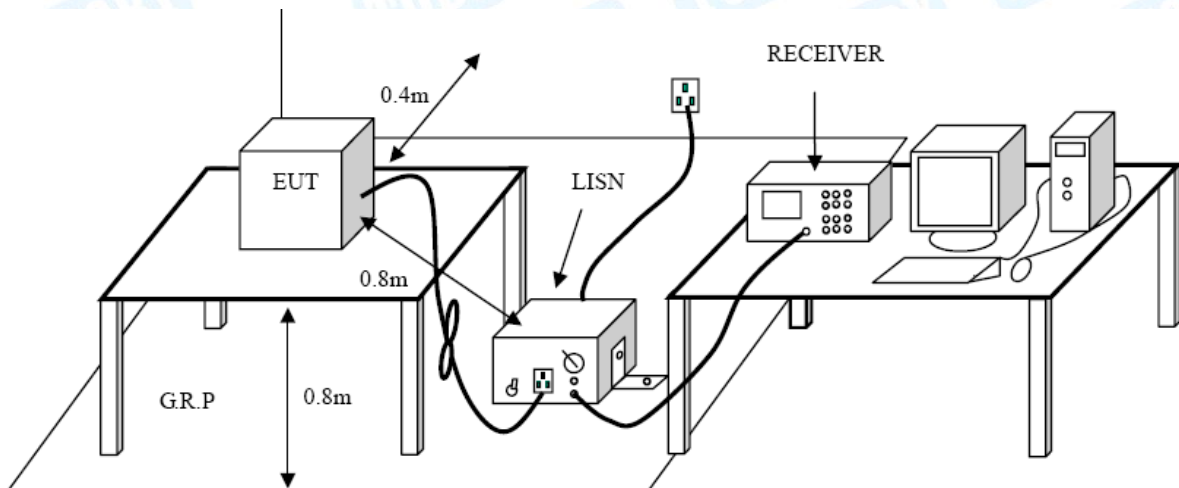 RECEIVER
0.4m
EUT
LISN
0.8m
G.R.P
0.8m